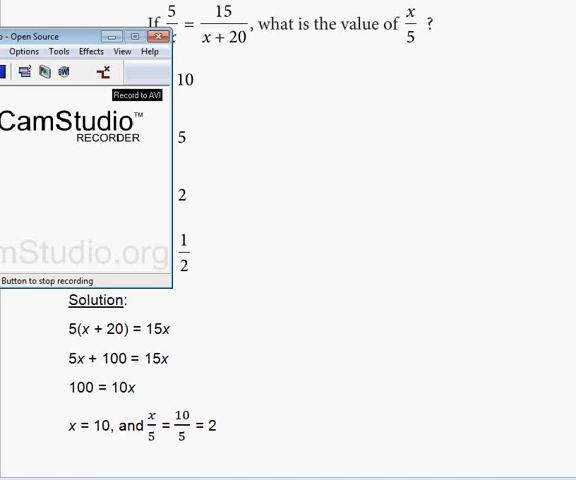 If 5/x = 15/(x + 20), what is the value of x/5 ?
- Open Source
Options Tools Effects View Help
10
Record to AVI
CamStudio™
RECORDER
5
2
mStudio.org
1/2
Button to stop recording
Solution:
5(x + 20) = 15x
5x + 100 = 15x
100 = 10x
x = 10, and x/5 = 10/5 = 2